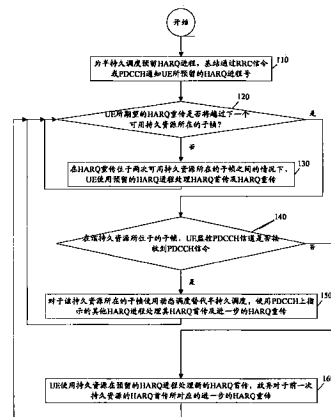 开始
为半持久调度预留HARQ进程，基站通过RRC信令
或PDCCH通知UE所预留的HARQ进程号
110
120
UE所期望的HARQ重传是否将越过下一个
可用持久资源所在的子帧？
是
否
130
在HARQ重传位于两次可用持久资源所在的子帧之间的情况下，
UE使用预留的HARQ进程处理HARQ首传及HARQ重传
140
在该持久资源所位于的子帧，UE监控PDCCH信道是否接
收到PDCCH信令
否
是
150
对于该持久资源所在的子帧使用动态调度替代半持久调度，使用PDCCH上指
示的其他HARQ进程处理其HARQ首传及进一步的HARQ重传
160
UE使用持久资源在预留的HARQ进程处理新的HARQ首传，放弃对于前一次
持久资源的HARQ首传所对应的进一步的HARQ重传